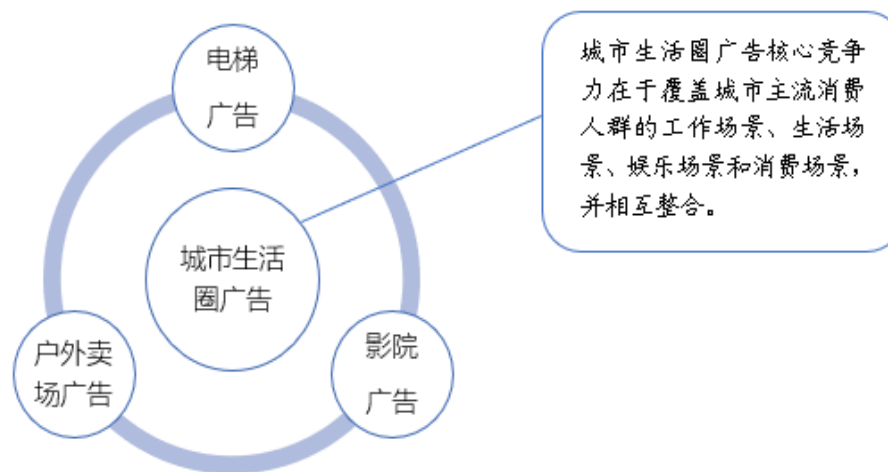 电梯
广告
城市生活
圈广告
户外卖
场广告
影院
广告
城市生活圈广告核心竞争
力在于覆盖城市主流消费
人群的工作场景、生活场
景、娱乐场景和消费场景，
并相互整合。